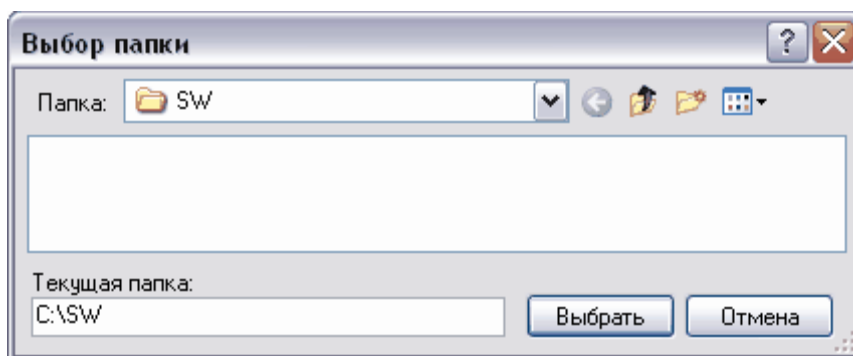 Выбор папки
Папка: SW
Текущая папка:
C:\SW
Выбрать Отмена